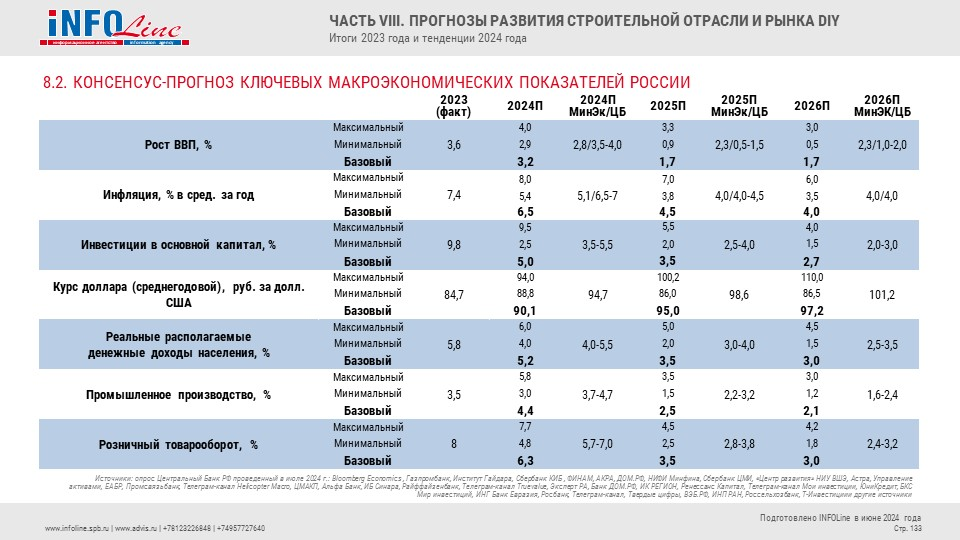 INFOLine
информационное агентство information agency
ЧАСТЬ VIII. ПРОГНОЗЫ РАЗВИТИЯ СТРОИТЕЛЬНОЙ ОТРАСЛИ И РЫНКА DIY
Итоги 2023 года и тенденции 2024 года
8.2. КОНСЕНСУС-ПРОГНОЗ КЛЮЧЕВЫХ МАКРОЭКОНОМИЧЕСКИХ ПОКАЗАТЕЛЕЙ РОССИИ
2023 (факт) 2024П 2024П МинЭк/ЦБ 2025П 2025П МинЭк/ЦБ 2026П 2026П МинЭК/ЦБ
Рост ВВП, % 3,6 2,8/3,5-4,0 2,3/0,5-1,5 2,3/1,0-2,0
Максимальный 4,0 3,3 3,0
Минимальный 2,9 0,9 0,5
Базовый 3,2 1,7 1,7
Инфляция, % в сред. за год 7,4 5,1/6,5-7 4,0/4,0-4,5 4,0/4,0
Максимальный 8,0 7,0 6,0
Минимальный 5,4 3,8 3,5
Базовый 6,5 4,5 4,0
Инвестиции в основной капитал, % 9,8 3,5-5,5 2,5-4,0 2,0-3,0
Максимальный 9,5 5,5 4,0
Минимальный 2,5 2,0 1,5
Базовый 5,0 3,5 2,7
Курс доллара (среднегодовой), руб. за долл.
США 84,7 94,7 98,6 101,2
Максимальный 94,0 100,2 110,0
Минимальный 88,8 86,0 86,5
Базовый 90,1 95,0 97,2
Реальные располагаемые
денежные доходы населения, % 5,8 4,0-5,5 3,0-4,0 2,5-3,5
Максимальный 6,0 5,0 4,5
Минимальный 4,0 2,0 1,5
Базовый 5,2 3,5 3,0
Промышленное производство, % 3,5 3,7-4,7 2,2-3,2 1,6-2,4
Максимальный 5,8 3,5 3,0
Минимальный 3,0 1,5 1,2
Базовый 4,4 2,5 2,1
Розничный товарооборот, % 8 5,7-7,0 2,8-3,8 2,4-3,2
Максимальный 7,7 4,5 4,2
Минимальный 4,8 2,5 1,8
Базовый 6,3 3,5 3,0
Источники: опрос Центральный Банк РФ проведенный в июле 2024 г.: Bloomberg Economics, Газпромбанк, Институт Гайдара, Сбербанк КИБ, ФИНАМ, АКРА, ДОМ.РФ, НИФИ Минфина, Сбербанк ЦМИ, «Центр развития» НИУ ВШЭ, Астра, Управление
активами, ЕАБР, Промсвязьбанк, Телеграм-канал Helicopter Macro, ЦМАКП, Альфа Банк, ИБ Синара, Райффайзенбанк, Телеграм-канал Truevalue, Эксперт РА, Банк ДОМ.РФ, ИК РЕГИОН, Ренессанс Капитал, Телеграм-канал Мои инвестиции, ЮниКредит, БКС
Мир инвестиций, ИНГ Банк Евразия, Росбанк, Телеграм-канал, Твердые цифры, ВЭБ.РФ, ИНП РАН, Россельхозбанк, Т-Инвестициии другие источники
Подготовлено INFOLine в июне 2024 года
www.infoline.spb.ru | www.advis.ru | +78123226848 | +74957727640
Стр. 133